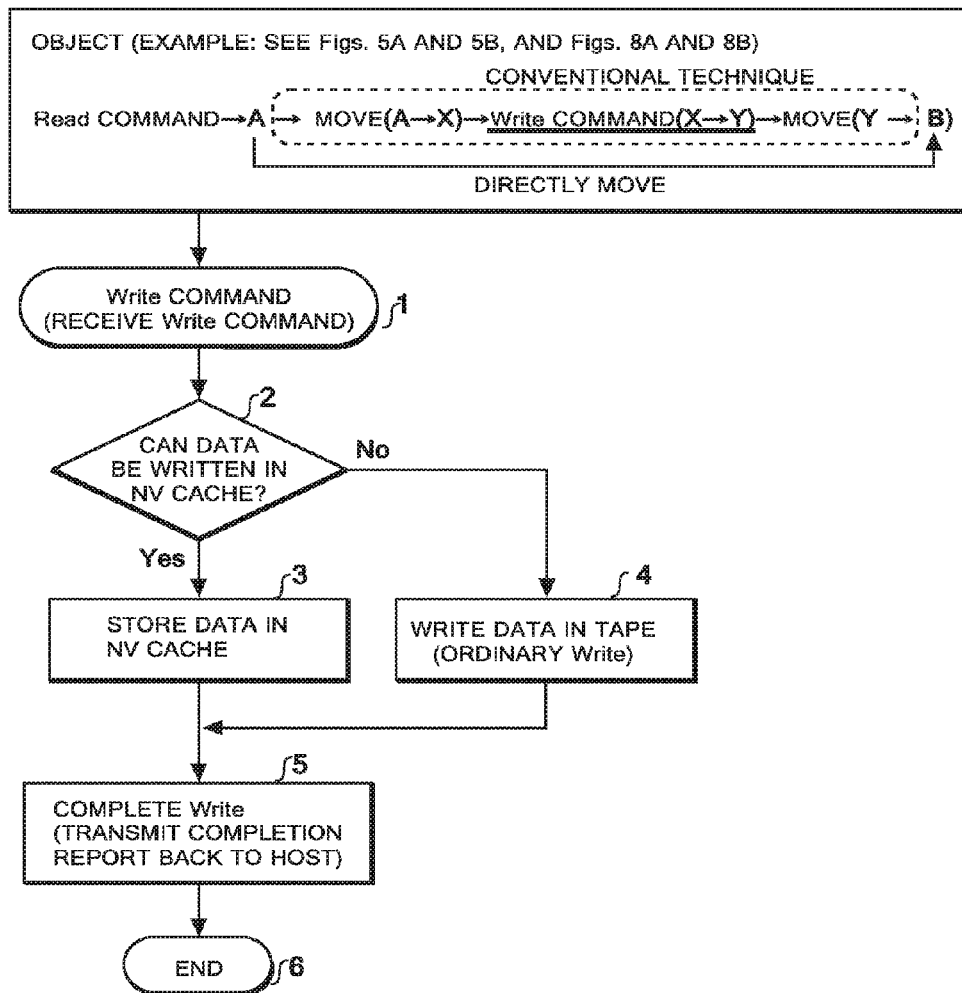 OBJECT (EXAMPLE: SEE Figs. 5A AND 5B, AND Figs. 8A AND 8B)
CONVENTIONAL TECHNIQUE
Read COMMAND→A→ MOVE(A→X)→Write COMMAND(X→Y)→MOVE(Y → B)
DIRECTLY MOVE
Write COMMAND
(RECEIVE Write COMMAND)
1
2
CAN DATA
BE WRITTEN IN
NV CACHE?
No
Yes
3
STORE DATA IN
NV CACHE
4
WRITE DATA IN TAPE
(ORDINARY Write)
5
COMPLETE Write
(TRANSMIT COMPLETION
REPORT BACK TO HOST)
END
6